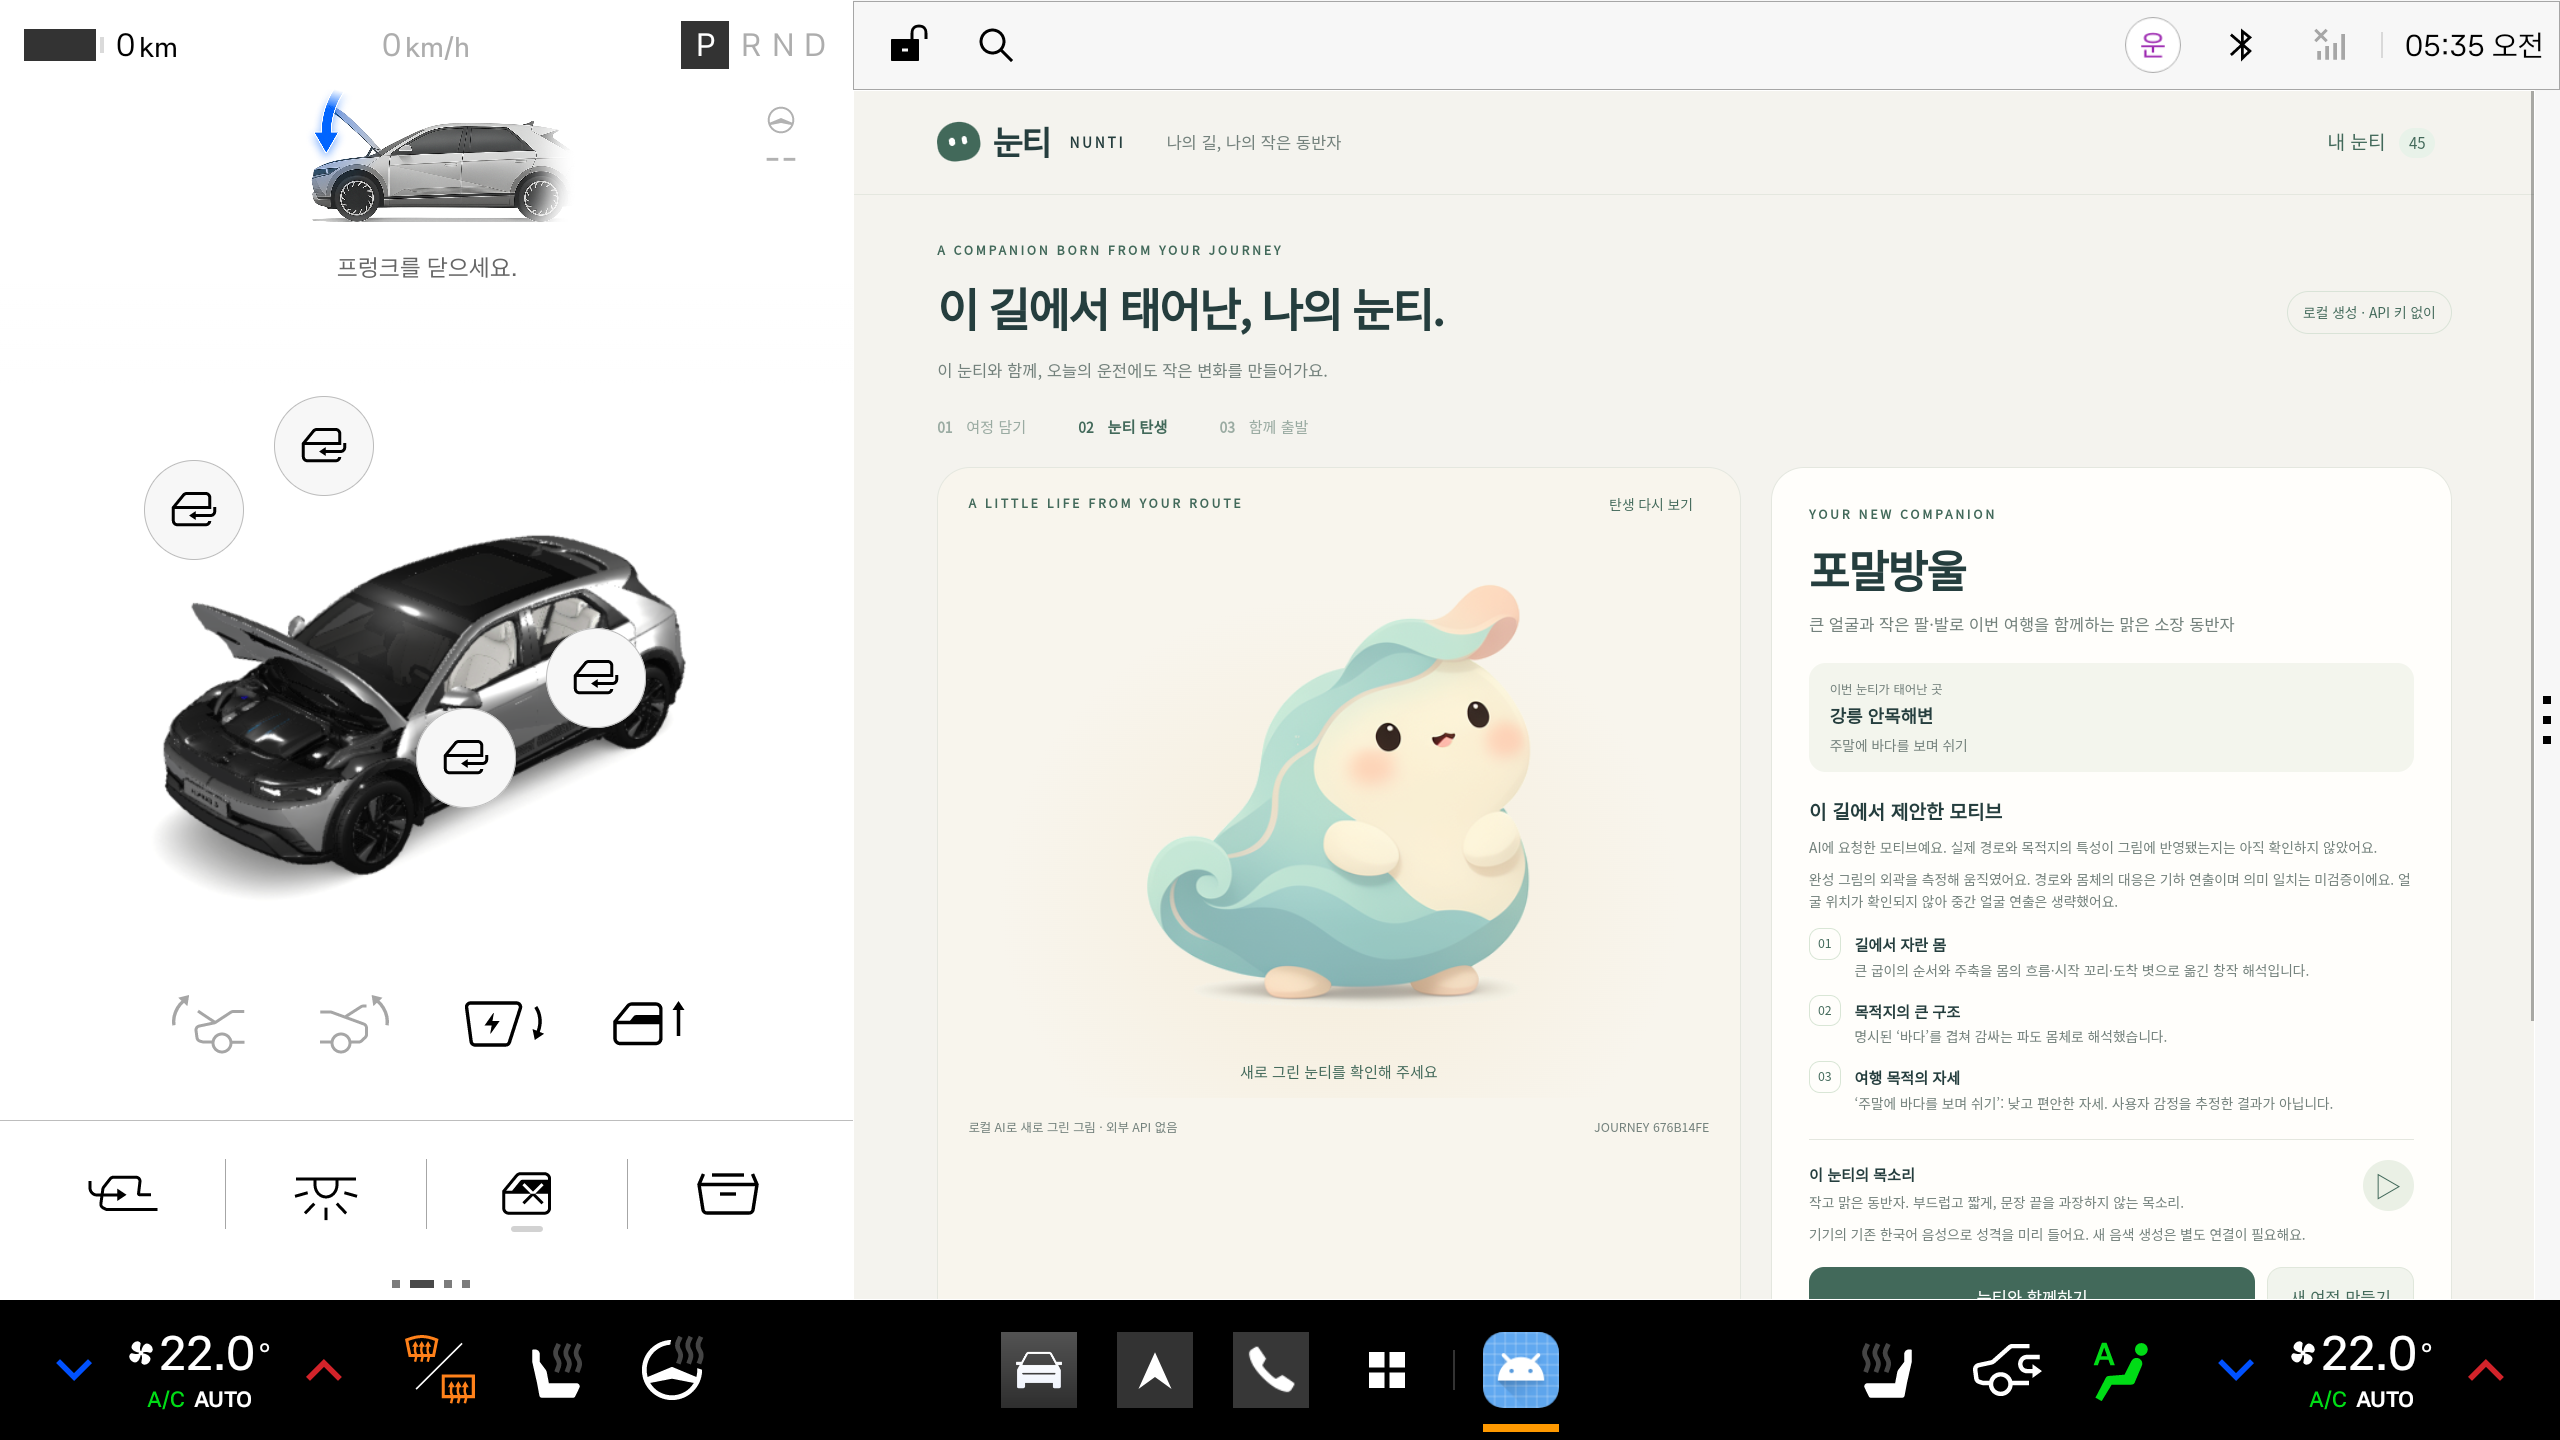 0 km
0 km/h
P R N D
운
05:35 오전
프렁크를 닫으세요.
눈티 NUNTI 나의 길, 나의 작은 동반자
내 눈티 45
A COMPANION BORN FROM YOUR JOURNEY
이 길에서 태어난, 나의 눈티.
로컬 생성 · API 키 없이
이 눈티와 함께, 오늘의 운전에도 작은 변화를 만들어가요.
01 여정 담기 02 눈티 탄생 03 함께 출발
A LITTLE LIFE FROM YOUR ROUTE
탄생 다시 보기
새로 그린 눈티를 확인해 주세요
로컬 AI로 새로 그린 그림 · 외부 API 없음
JOURNEY 676B14FE
YOUR NEW COMPANION
포말방울
큰 얼굴과 작은 팔·발로 이번 여행을 함께하는 맑은 소장 동반자
이번 눈티가 태어난 곳
강릉 안목해변
주말에 바다를 보며 쉬기
이 길에서 제안한 모티브
AI에 요청한 모티브예요. 실제 경로와 목적지의 특성이 그림에 반영됐는지는 아직 확인하지 않았어요.
완성 그림의 외곽을 측정해 움직였어요. 경로와 몸체의 대응은 기하 연출이며 의미 일치는 미검증이에요. 얼
굴 위치가 확인되지 않아 중간 얼굴 연출은 생략했어요.
01 길에서 자란 몸
큰 굽이의 순서와 주축을 몸의 흐름·시작 꼬리·도착 볏으로 옮긴 창작 해석입니다.
02 목적지의 큰 구조
명시된 ‘바다’를 겹쳐 감싸는 파도 몸체로 해석했습니다.
03 여행 목적의 자세
‘주말에 바다를 보며 쉬기’: 낮고 편안한 자세. 사용자 감정을 추정한 결과가 아닙니다.
이 눈티의 목소리
작고 맑은 동반자. 부드럽고 짧게, 문장 끝을 과장하지 않는 목소리.
기기의 기존 한국어 음성으로 성격을 미리 들어요. 새 음색 생성은 별도 연결이 필요해요.
눈티와 함께하기
새 여정 만들기
22.0°
A/C AUTO
A
22.0°
A/C AUTO